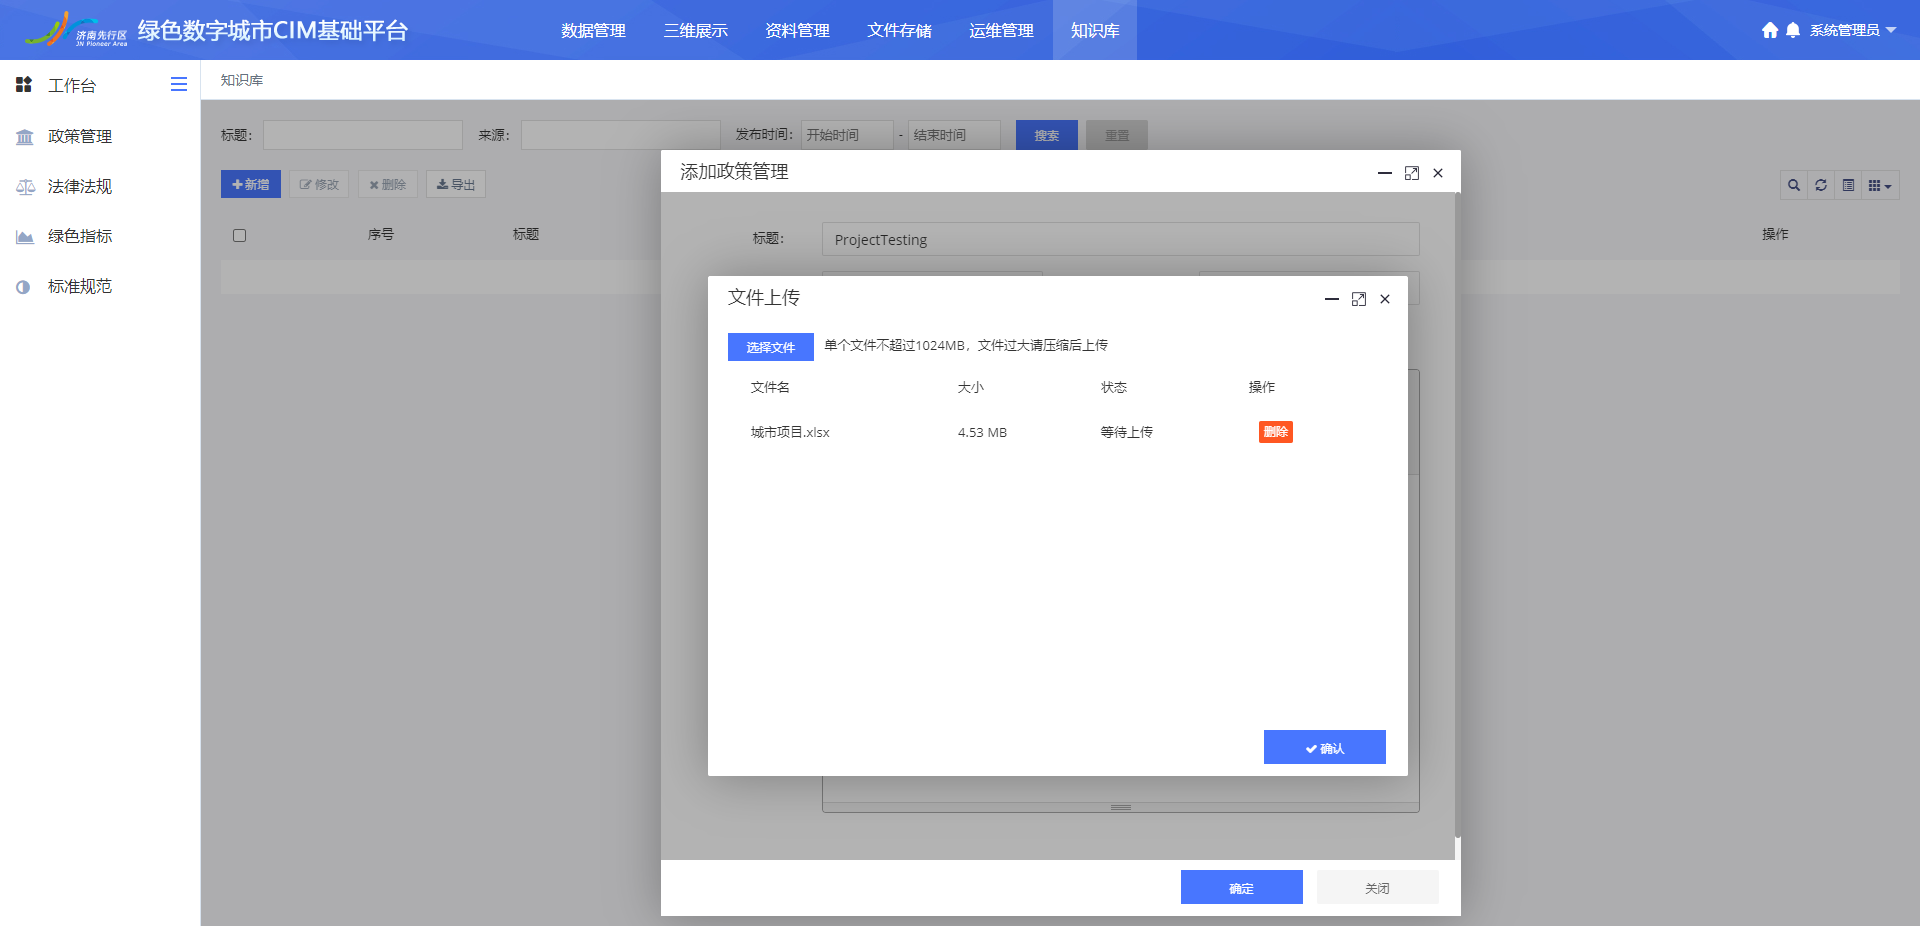 济南先行区
JN Pioneer Area
绿色数字城市CIM基础平台
数据管理 三维展示 资料管理 文件存储 运维管理 知识库
系统管理员
工作台
政策管理
法律法规
绿色指标
标准规范
知识库
标题： 来源： 发布时间： 开始时间 - 结束时间 搜索 重置
新增 修改 删除 导出
序号 标题 操作
添加政策管理
标题： ProjectTesting
文件上传
选择文件 单个文件不超过1024MB，文件过大请压缩后上传
文件名 大小 状态 操作
城市项目.xlsx 4.53 MB 等待上传 删除
确认
确定 关闭